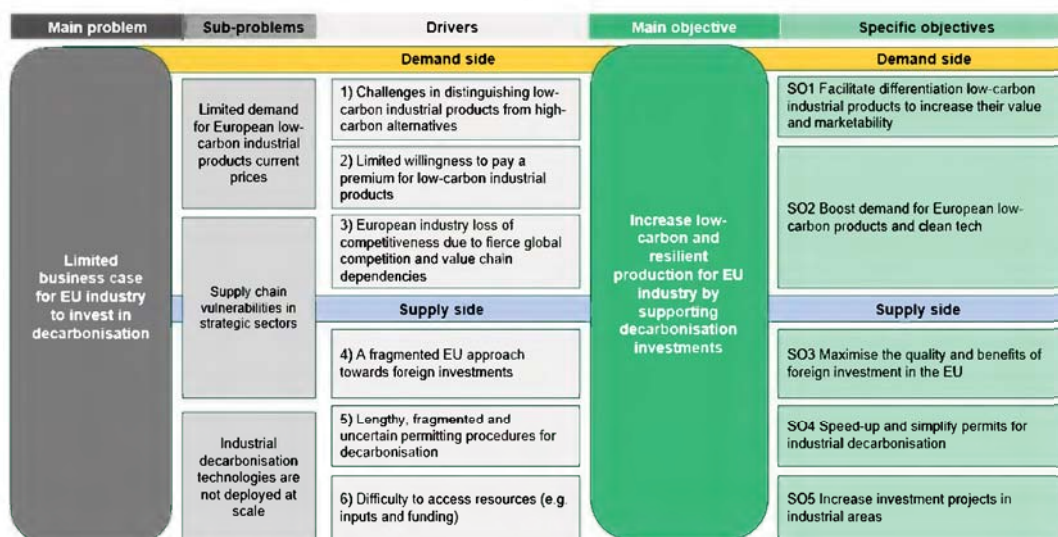 Main problem
Sub-problems
Drivers
Main objective
Specific objectives
Demand side
Demand side
Limited
business case
for EU industry
to invest in
decarbonisation
Limited demand
for European low-
carbon industrial
products current
prices
Supply chain
vulnerabilities in
strategic sectors
Industrial
decarbonisation
technologies are
not deployed at
scale
1) Challenges in distinguishing low-
carbon industrial products from high-
carbon alternatives
2) Limited willingness to pay a
premium for low-carbon industrial
products
3) European industry loss of
competitiveness due to fierce global
competition and value chain
dependencies
Supply side
4) A fragmented EU approach
towards foreign investments
5) Lengthy, fragmented and
uncertain permitting procedures for
decarbonisation
6) Difficulty to access resources (e.g.
inputs and funding)
Increase low-
carbon and
resilient
production for EU
industry by
supporting
decarbonisation
investments
SO1 Facilitate differentiation low-carbon
industrial products to increase their value
and marketability
SO2 Boost demand for European low-
carbon products and clean tech
Supply side
SO3 Maximise the quality and benefits of
foreign investment in the EU
SO4 Speed-up and simplify permits for
industrial decarbonisation
SO5 Increase investment projects in
industrial areas